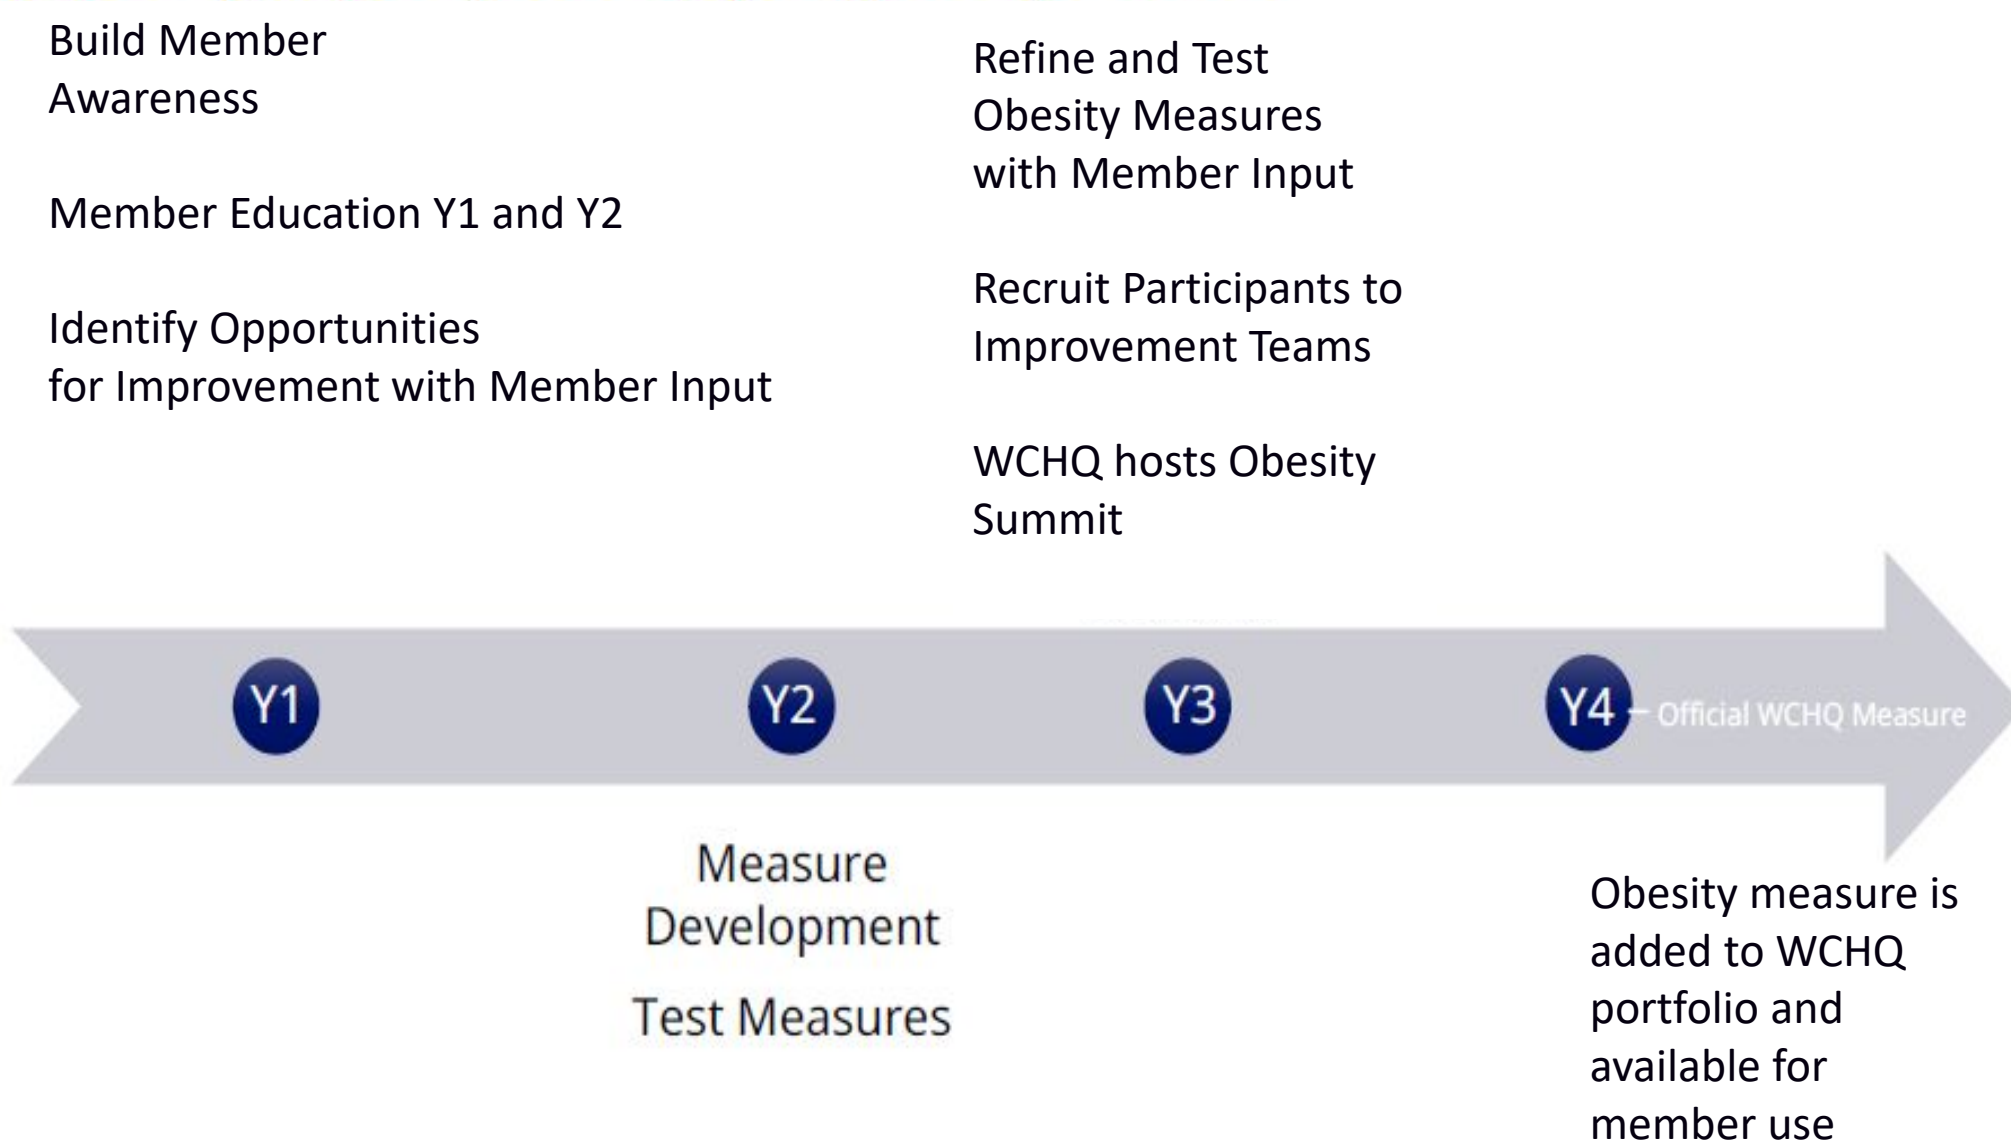 Build Member
Awareness
Member Education Y1 and Y2
Identify Opportunities
for Improvement with Member Input
Refine and Test
Obesity Measures
with Member Input
Recruit Participants to
Improvement Teams
WCHQ hosts Obesity
Summit
Y1
Y2
Y3
Y4 – Official WCHQ Measure
Measure
Development
Test Measures
Obesity measure is
added to WCHQ
portfolio and
available for
member use